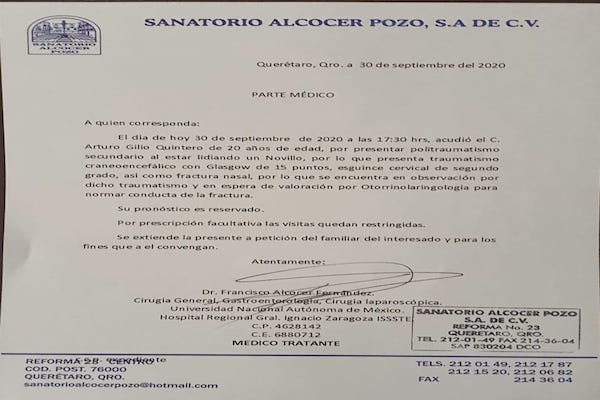 SANATORIO ALCOCER POZO, S.A DE C.V.
SANATORIO
ALCOCER
POZO
Querétaro, Qro. a 30 de septiembre del 2020
PARTE MÉDICO
A quien corresponda:
El día de hoy 30 de septiembre de 2020 a las 17:30 hrs, acudió el C.
Arturo Gilio Quintero de 20 años de edad, por presentar politraumatismo
secundario al estar lidiando un Novillo, por lo que presenta traumatismo
craneoencefálico con Glasgow de 15 puntos, esguince cervical de segundo
grado, así como fractura nasal, por lo que se encuentra en observación por
dicho traumatismo y en espera de valoración por Otorrinolaringología para
normar conducta de la fractura.
Su pronóstico es reservado.
Por prescripción facultativa las visitas quedan restringidas.
Se extiende la presente a petición del familiar del interesado y para los
fines que a el convengan.
Atentamente:
Dr. Francisco Alcocer Fernández.
Cirugía General, Gastroenterología, Cirugía laparoscópica.
Universidad Nacional Autónoma de México.
Hospital Regional Gral. Ignacio Zaragoza ISSSTE
C.P. 4628142
C.E. 6880712
MEDICO TRATANTE
SANATORIO ALCOCER POZO
S.A. DE C.V.
REFORMA No. 23
QUERETARO, QRO.
TEL. 212-01-49 FAX 214-36-04
SAP 830204 DCO
c.c.p. expediente
REFORMA 23 CENTRO
COD. POST. 76000
QUERÉTARO, QRO.
sanatorioalcocerpozo@hotmail.com
TELS. 212 01 49, 212 17 87
212 15 20, 212 06 82
FAX 214 36 04